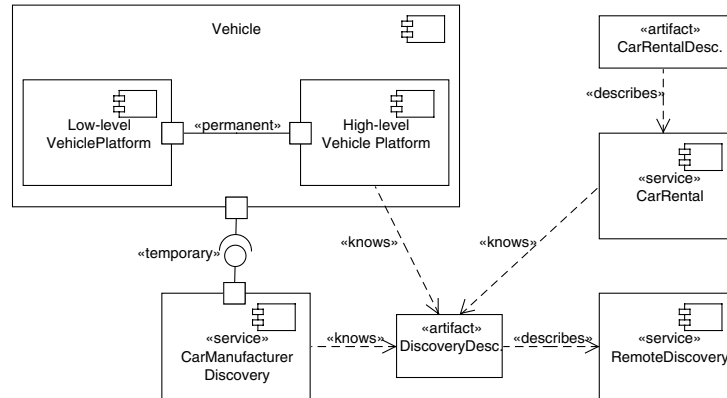 Vehicle
«artifact»
CarRentalDesc.
«describes»
Low-level
VehiclePlatform
«permanent»
High-level
Vehicle Platform
«service»
CarRental
«temporary»
«knows»
«knows»
«service»
CarManufacturer
Discovery
«knows»
«artifact»
DiscoveryDesc.
«describes»
«service»
RemoteDiscovery